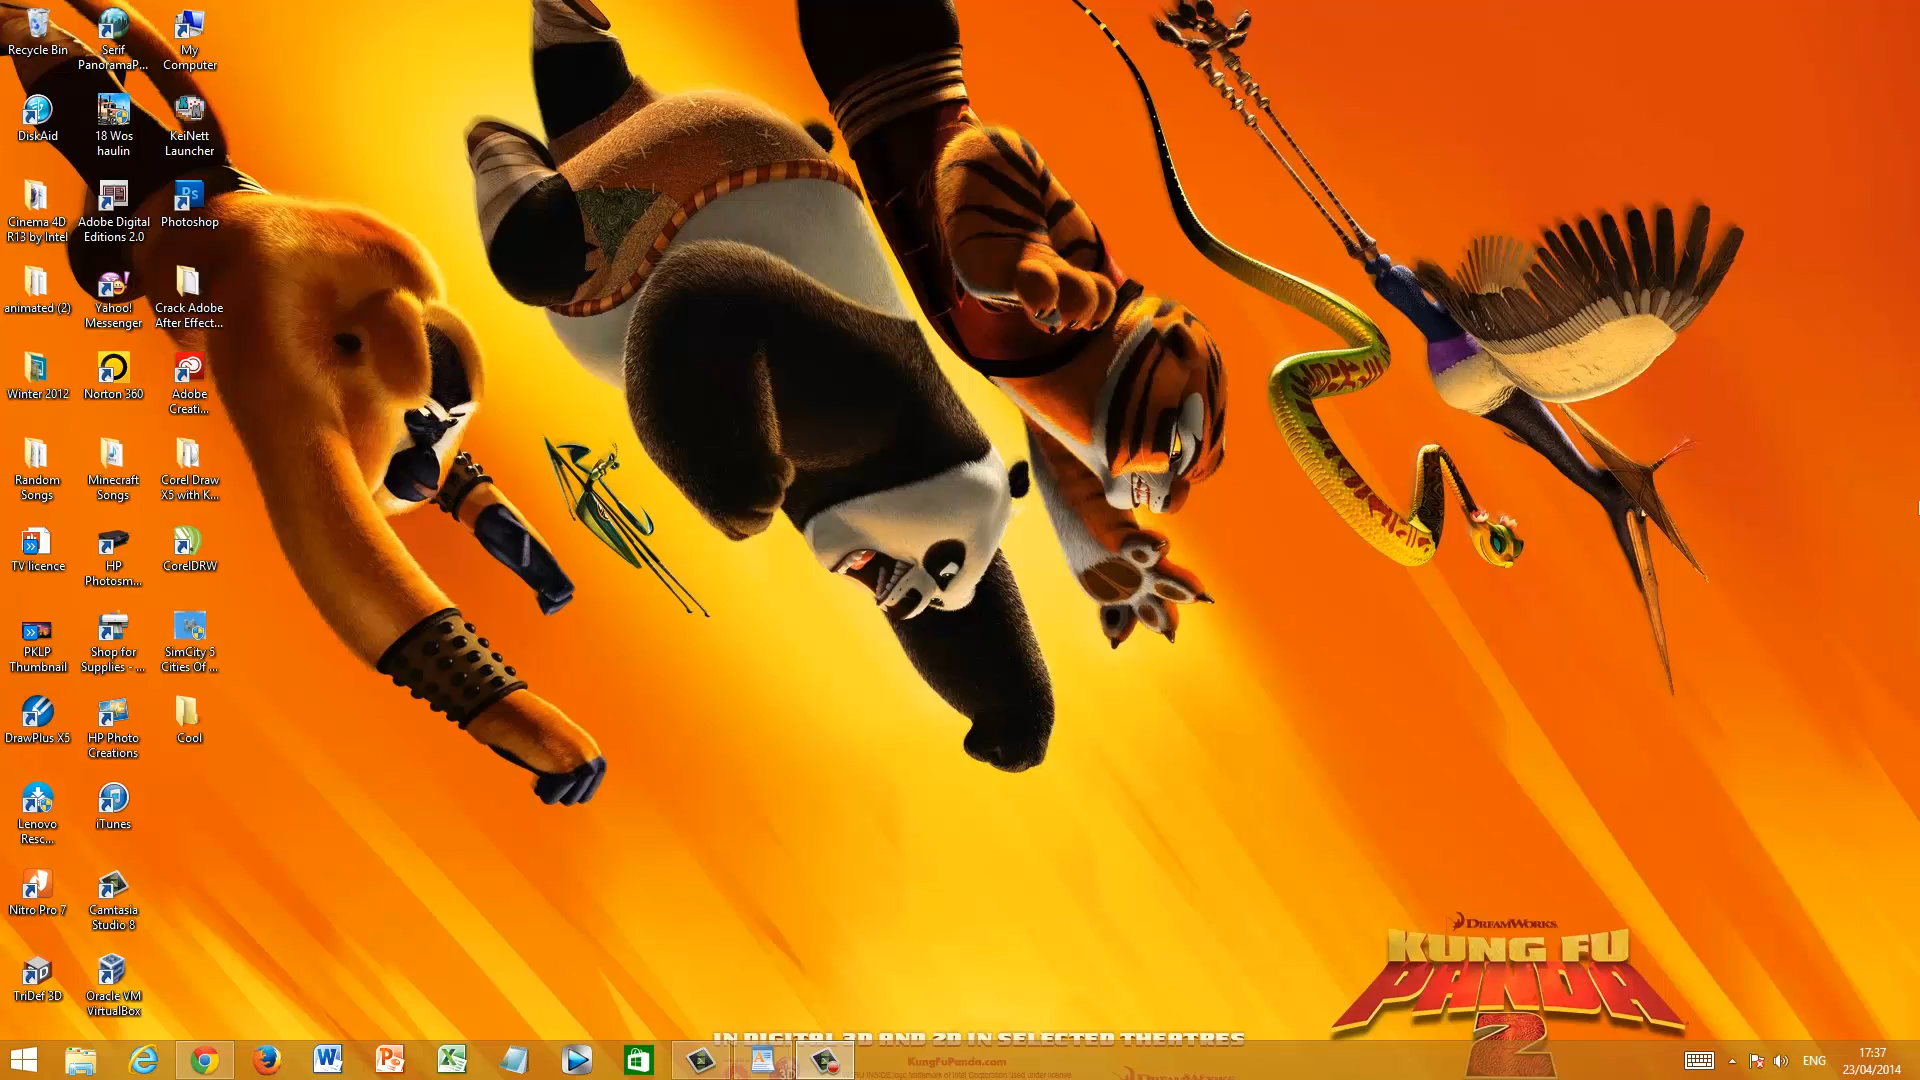 Recycle Bin
Serif
PanoramaP...
My
Computer
DiskAid
18 Wos
haulin
KeiNett
Launcher
Cinema 4D
R13 by Intel
Adobe Digital
Editions 2.0
Photoshop
animated (2)
Yahoo!
Messenger
Crack Adobe
After Effect...
Winter 2012
Norton 360
Adobe
Creati...
Random
Songs
Minecraft
Songs
Corel Draw
X5 with K...
TV licence
HP
Photosm...
CorelDRW
PKLP
Thumbnail
Shop for
Supplies - ...
SimCity 5
Cities Of ...
DrawPlus X5
HP Photo
Creations
Cool
Lenovo
Resc...
iTunes
Nitro Pro 7
Camtasia
Studio 8
TriDef 3D
Oracle VM
VirtualBox
DREAMWORKS
KUNG FU
PANDA
2
IN DIGITAL 3D AND 2D IN SELECTED THEATRES
KungFuPanda.com
ENG
17:37
23/04/2014